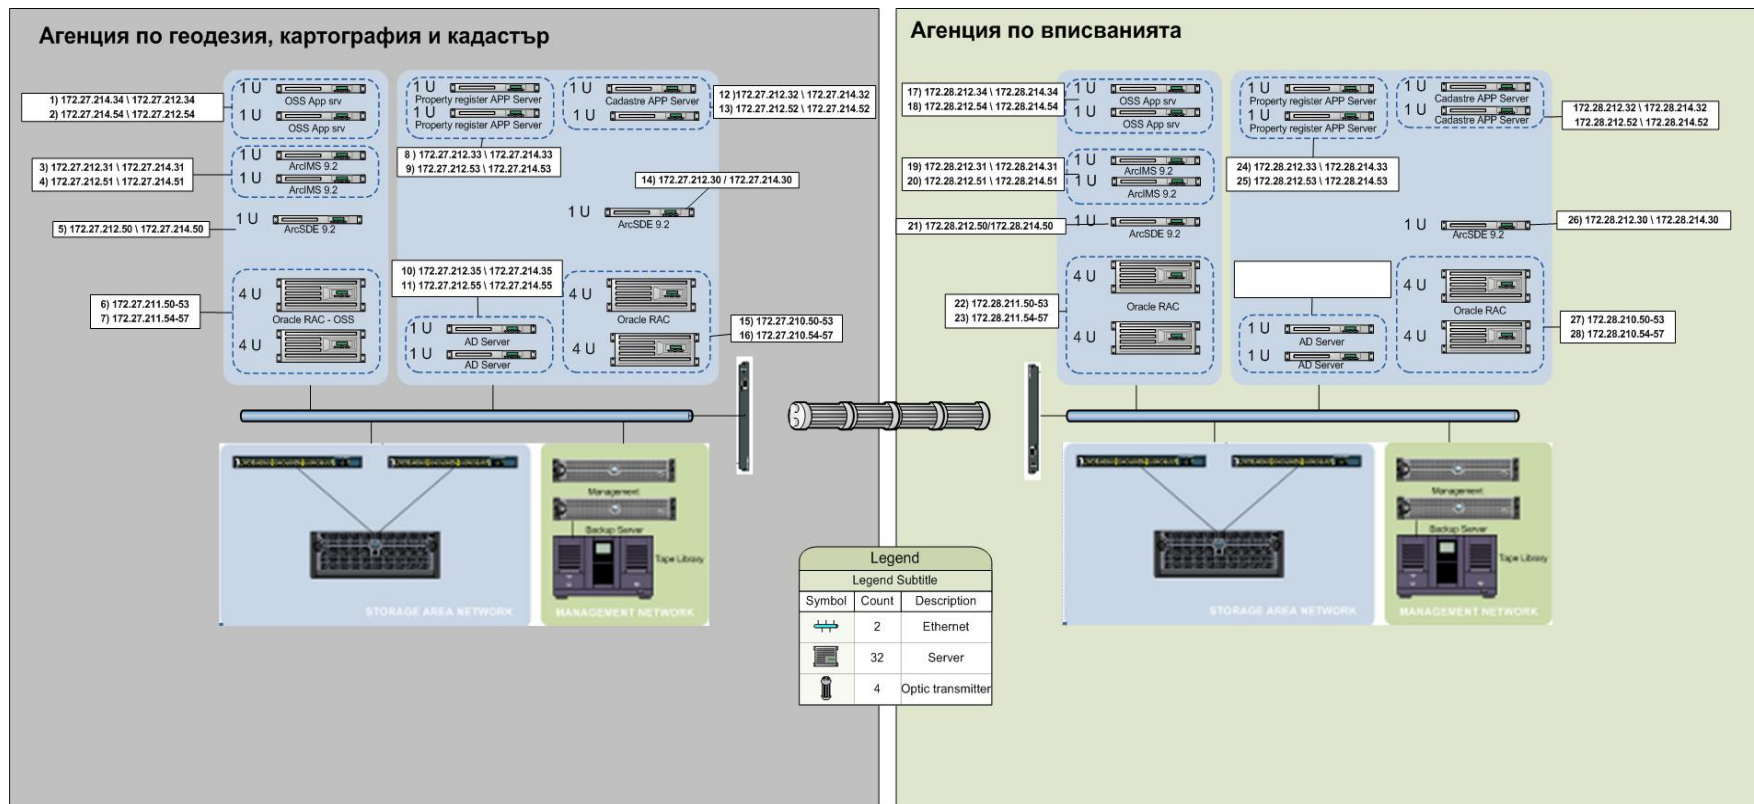 Агенция по геодезия, картография и кадастър
1) 172.27.214.34 \ 172.27.212.34
2) 172.27.214.54 \ 172.27.212.54
1 U
OSS App srv
1 U
OSS App srv
3) 172.27.212.31 \ 172.27.214.31
4) 172.27.212.51 \ 172.27.214.51
1 U
ArcIMS 9.2
1 U
ArcIMS 9.2
5) 172.27.212.50 \ 172.27.214.50
1 U
ArcSDE 9.2
6) 172.27.211.50-53
7) 172.27.211.54-57
4 U
Oracle RAC - OSS
4 U
1 U
Property register APP Server
1 U
Property register APP Server
8 ) 172.27.212.33 \ 172.27.214.33
9) 172.27.212.53 \ 172.27.214.53
1 U
Cadastre APP Server
1 U
12 )172.27.212.32 \ 172.27.214.32
13) 172.27.212.52 \ 172.27.214.52
14) 172.27.212.30 / 172.27.214.30
1 U
ArcSDE 9.2
10) 172.27.212.35 \ 172.27.214.35
11) 172.27.212.55 \ 172.27.214.55
1 U
AD Server
1 U
AD Server
4 U
Oracle RAC
4 U
15) 172.27.210.50-53
16) 172.27.210.54-57
Management
Backup Server
Tape Library
STORAGE AREA NETWORK
MANAGEMENT NETWORK
Агенция по вписванията
17) 172.28.212.34 \ 172.28.214.34
18) 172.28.212.54 \ 172.28.214.54
1 U
OSS App srv
1 U
OSS App srv
19) 172.28.212.31 \ 172.28.214.31
20) 172.28.212.51 \ 172.28.214.51
1 U
ArcIMS 9.2
1 U
ArcIMS 9.2
21) 172.28.212.50/172.28.214.50
1 U
ArcSDE 9.2
22) 172.28.211.50-53
23) 172.28.211.54-57
4 U
Oracle RAC
4 U
1 U
Property register APP Server
1 U
Property register APP Server
24) 172.28.212.33 \ 172.28.214.33
25) 172.28.212.53 \ 172.28.214.53
1 U
Cadastre APP Server
1 U
Cadastre APP Server
172.28.212.32 \ 172.28.214.32
172.28.212.52 \ 172.28.214.52
1 U
ArcSDE 9.2
26) 172.28.212.30 \ 172.28.214.30
1 U
AD Server
1 U
AD Server
4 U
Oracle RAC
4 U
27) 172.28.210.50-53
28) 172.28.210.54-57
Management
Backup Server
Tape Library
STORAGE AREA NETWORK
MANAGEMENT NETWORK
Legend
Legend Subtitle
Symbol Count Description
2 Ethernet
32 Server
4 Optic transmitter